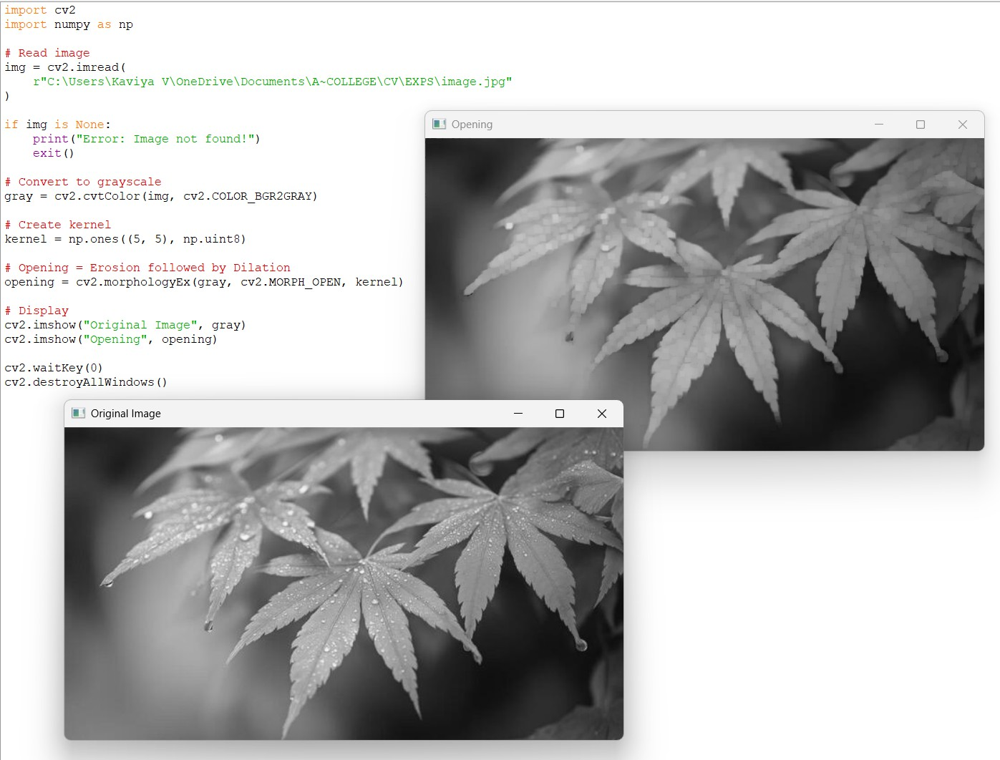 import cv2
import numpy as np
# Read image
img = cv2.imread(
    r"C:\Users\Kaviya V\OneDrive\Documents\A~COLLEGE\CV\EXPS\image.jpg"
)
if img is None:
    print("Error: Image not found!")
    exit()
# Convert to grayscale
gray = cv2.cvtColor(img, cv2.COLOR_BGR2GRAY)
# Create kernel
kernel = np.ones((5, 5), np.uint8)
# Opening = Erosion followed by Dilation
opening = cv2.morphologyEx(gray, cv2.MORPH_OPEN, kernel)
# Display
cv2.imshow("Original Image", gray)
cv2.imshow("Opening", opening)
cv2.waitKey(0)
cv2.destroyAllWindows()
Opening
Original Image